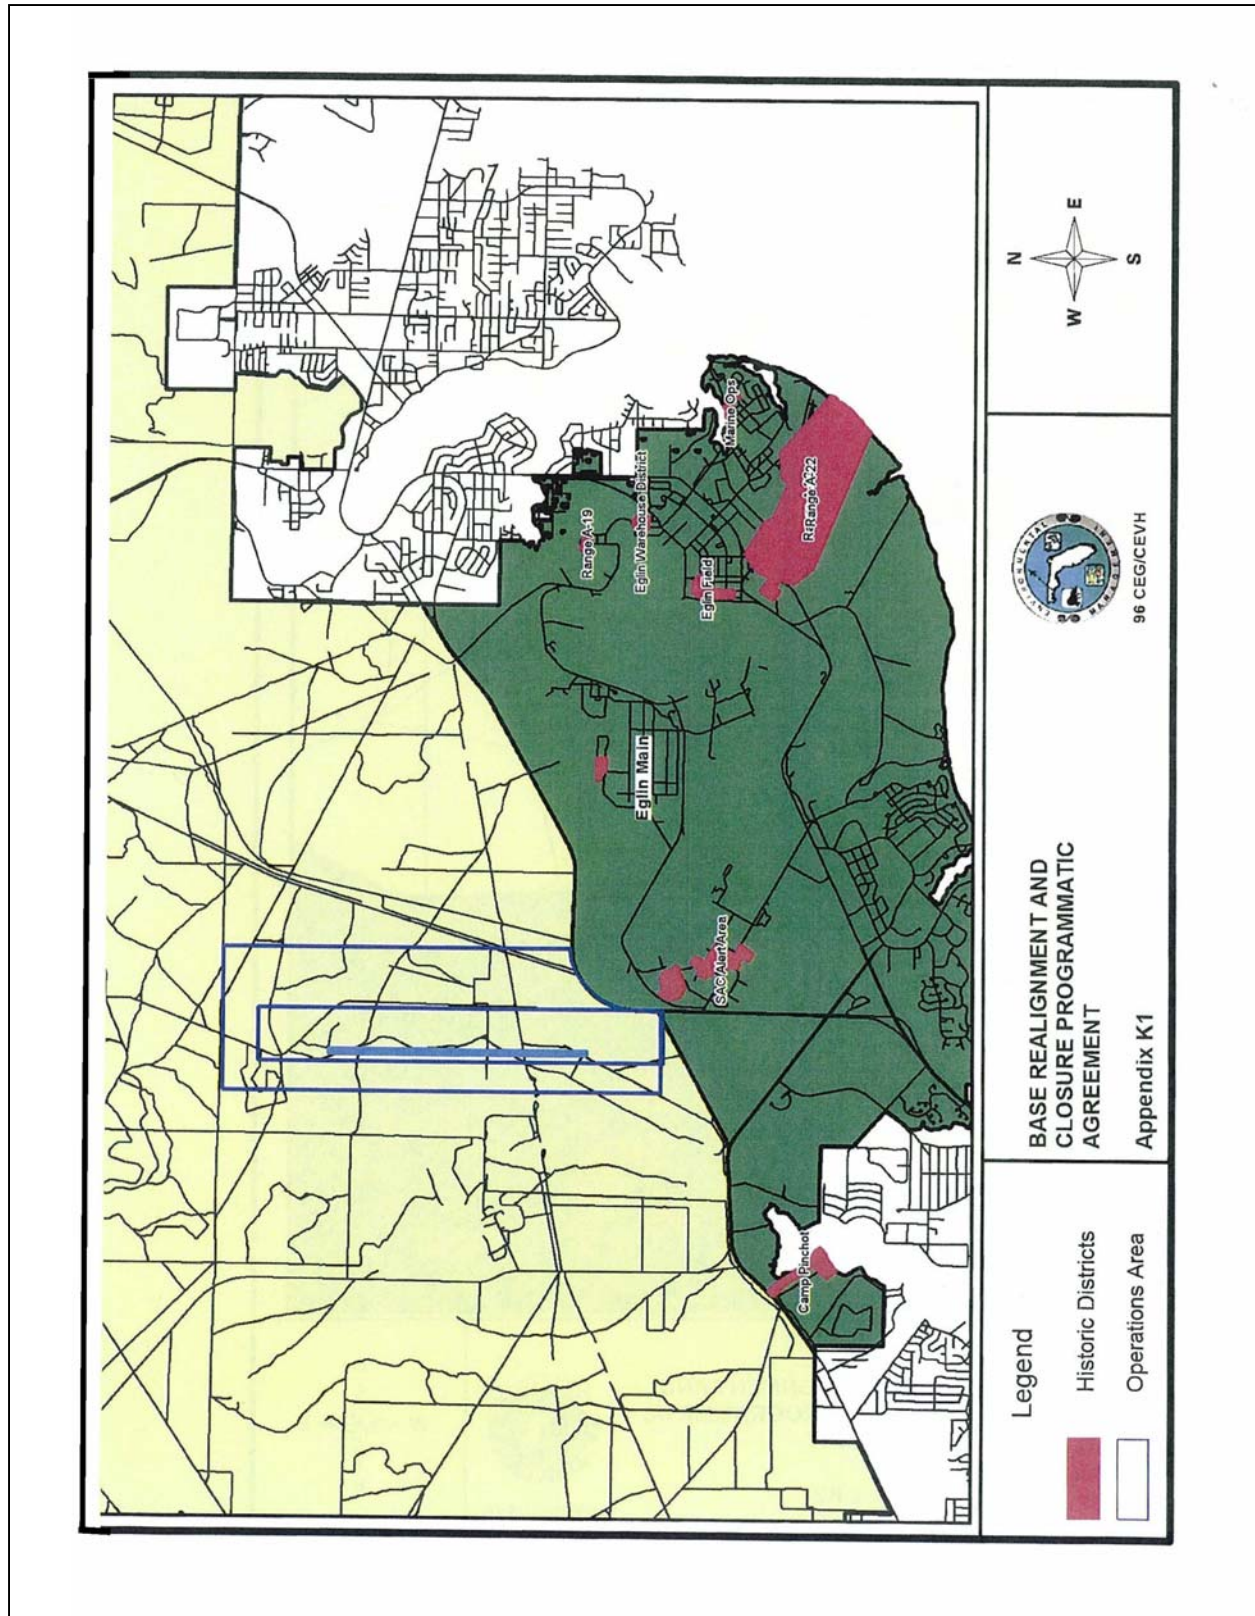 Range A-19
Eglin Warehouse District
Marine Ops
Eglin Field
Range A-22
Eglin Main
SAC Alert Area
Camp Pinchot
Legend
Historic Districts
Operations Area
BASE REALIGNMENT AND
CLOSURE PROGRAMMATIC
AGREEMENT
Appendix K1
96 CEG/CEVH
N
W
E
S